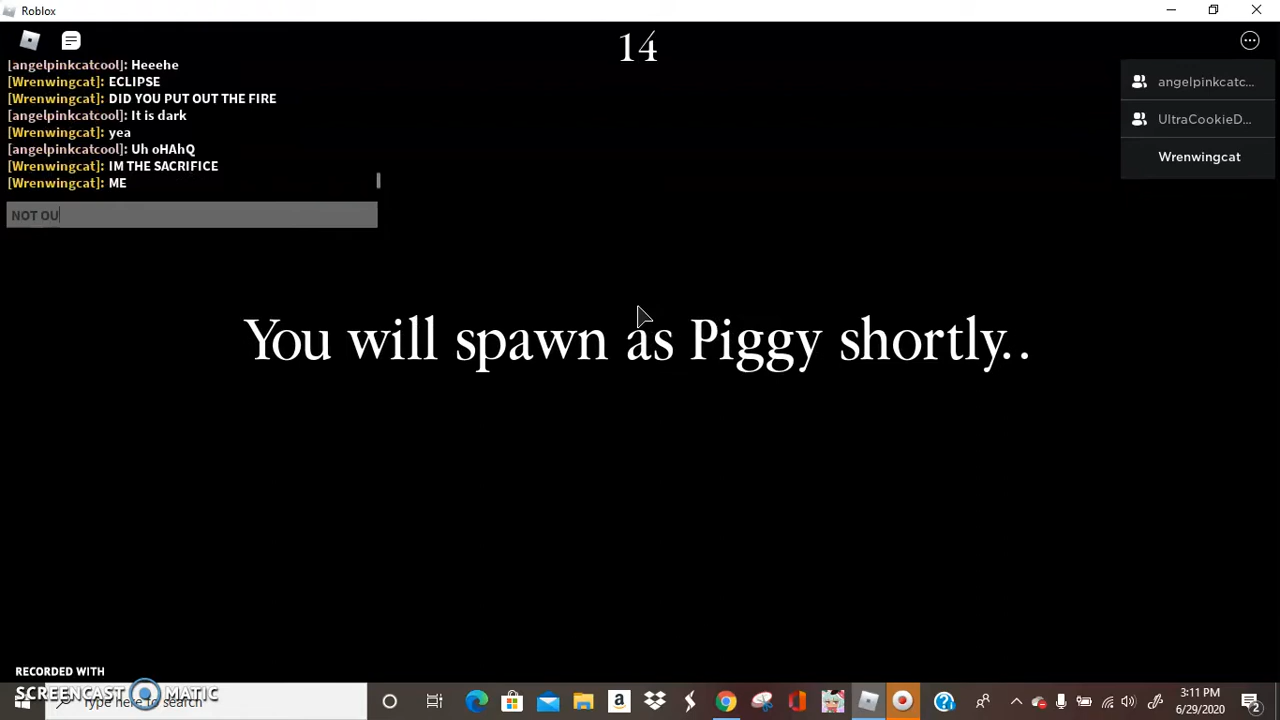 Roblox
14
[angelpinkcatcool]: Heeehe
[Wrenwingcat]: ECLIPSE
[Wrenwingcat]: DID YOU PUT OUT THE FIRE
[angelpinkcatcool]: It is dark
[Wrenwingcat]: yea
[angelpinkcatcool]: Uh oHAhQ
[Wrenwingcat]: IM THE SACRIFICE
[Wrenwingcat]: ME
NOT OU
angelpinkcatc...
UltraCookieD...
Wrenwingcat
You will spawn as Piggy shortly..
RECORDED WITH
SCREENCAST MATIC
Type here to search
3:11 PM
6/29/2020
2